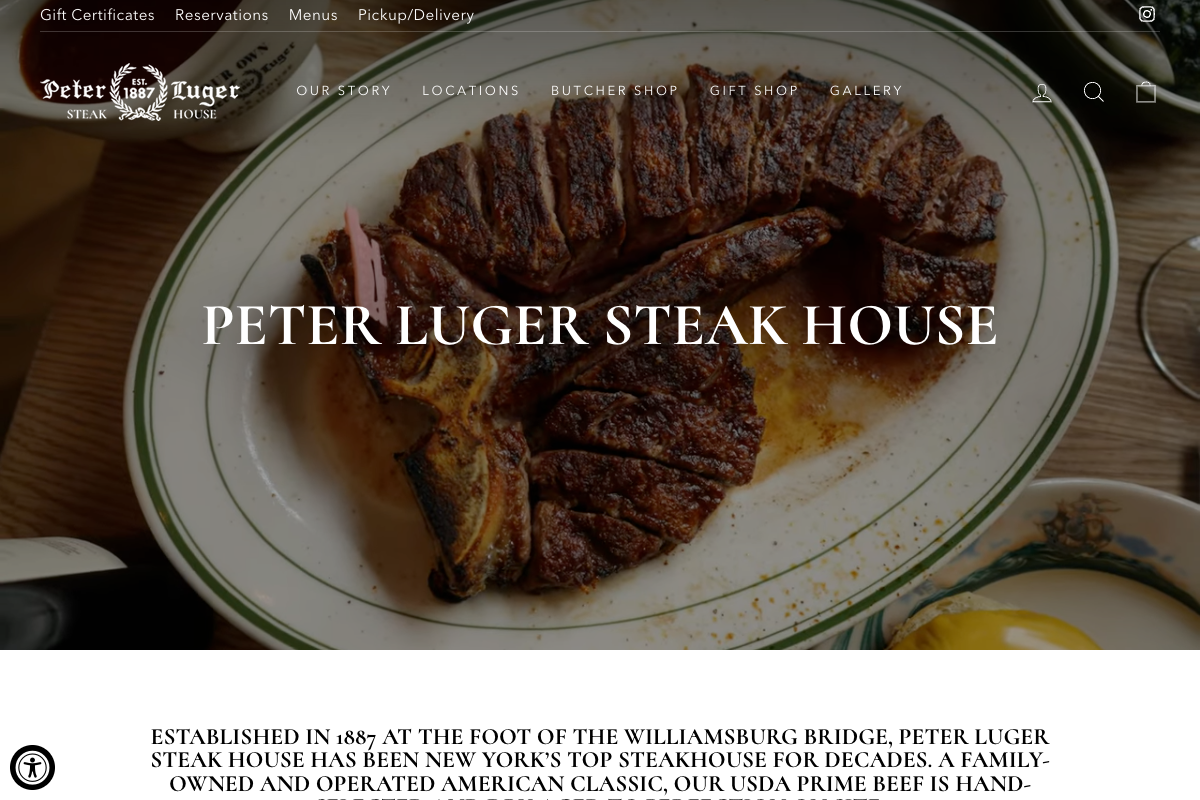 Gift Certificates Reservations Menus Pickup/Delivery
Peter EST. 1887 Luger
STEAK HOUSE
OUR STORY LOCATIONS BUTCHER SHOP GIFT SHOP GALLERY
PETER LUGER STEAK HOUSE
ESTABLISHED IN 1887 AT THE FOOT OF THE WILLIAMSBURG BRIDGE, PETER LUGER
STEAK HOUSE HAS BEEN NEW YORK’S TOP STEAKHOUSE FOR DECADES. A FAMILY-
OWNED AND OPERATED AMERICAN CLASSIC, OUR USDA PRIME BEEF IS HAND-